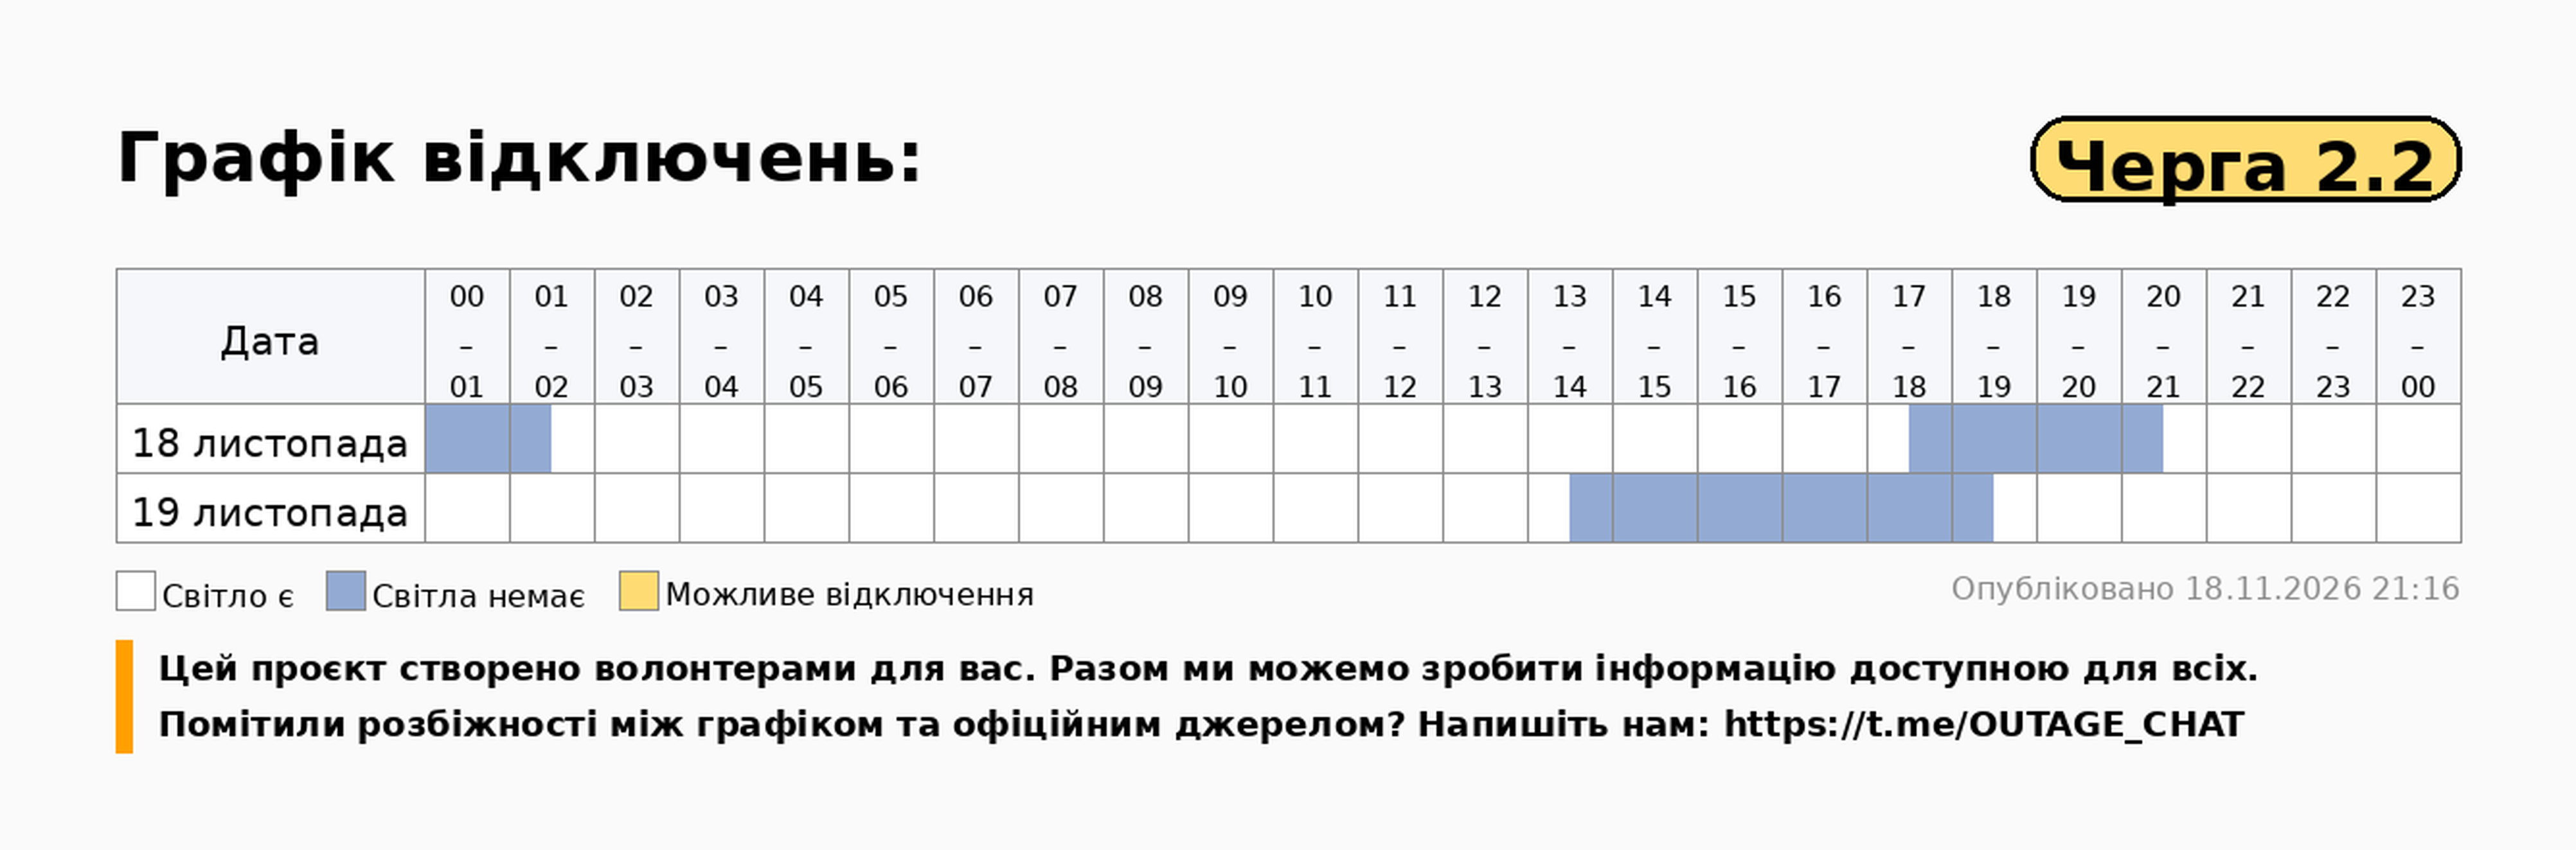 Графік відключень:
Черга 2.2
Дата
00 – 01
01 – 02
02 – 03
03 – 04
04 – 05
05 – 06
06 – 07
07 – 08
08 – 09
09 – 10
10 – 11
11 – 12
12 – 13
13 – 14
14 – 15
15 – 16
16 – 17
17 – 18
18 – 19
19 – 20
20 – 21
21 – 22
22 – 23
23 – 00
18 листопада
19 листопада
Світло є
Світла немає
Можливе відключення
Опубліковано 18.11.2026 21:16
Цей проєкт створено волонтерами для вас. Разом ми можемо зробити інформацію доступною для всіх.
Помітили розбіжності між графіком та офіційним джерелом? Напишіть нам: https://t.me/OUTAGE_CHAT